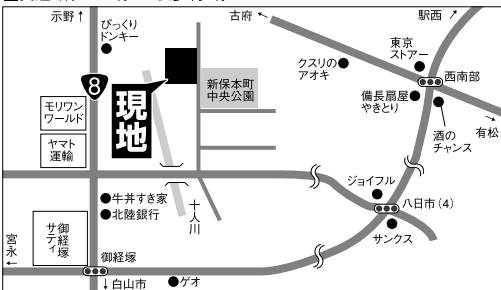 示野↑
古府←
駅西↗
びっくり
ドンキー
東京
ストアー
クスリの
アオキ
西南部
8
新保本町
中央公園
備長扇屋
やきとり
モリワン
ワールド
現地
酒の
チャンス
→有松
ヤマト
運輸
ジョイフル
牛丼すき家
北陸銀行
十人川
八日市(4)
サンクス
御経塚
サティ
宮永
←
御経塚
↓白山市
ゲオ